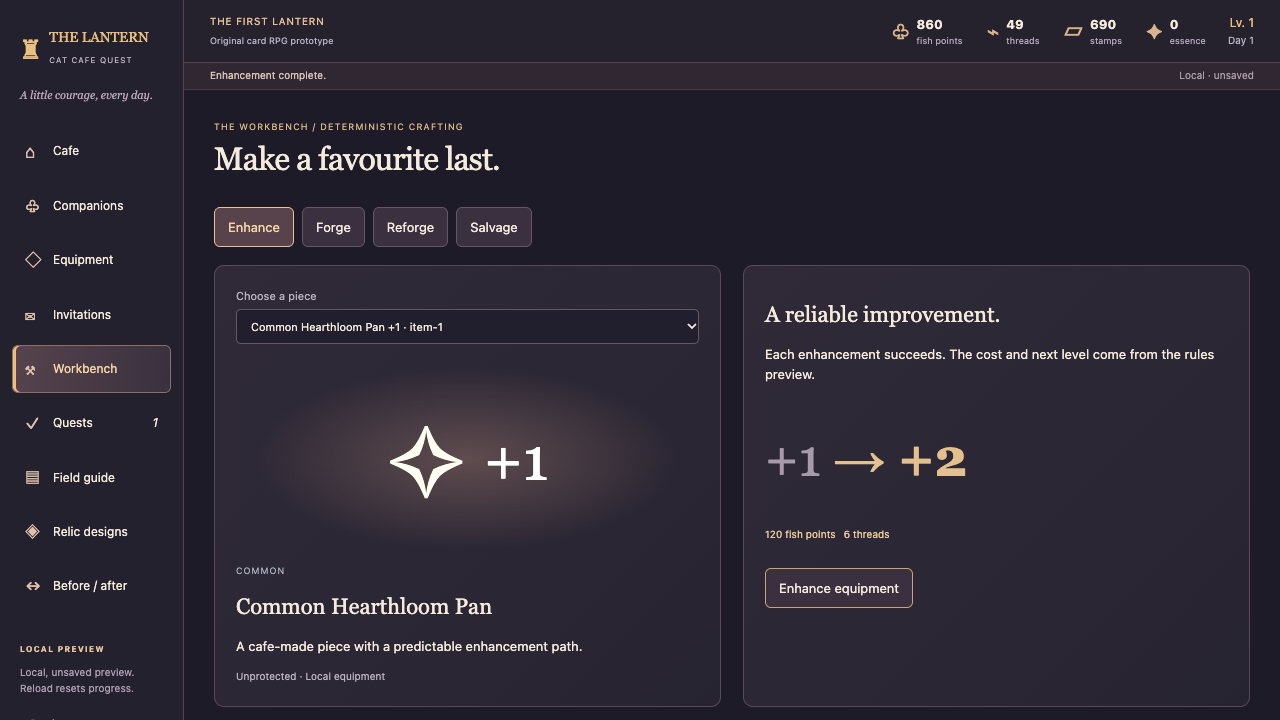 THE LANTERN
CAT CAFE QUEST
A little courage, every day.
Cafe
Companions
Equipment
Invitations
Workbench
Quests 1
Field guide
Relic designs
Before / after
LOCAL PREVIEW
Local, unsaved preview.
Reload resets progress.
THE FIRST LANTERN
Original card RPG prototype
860
fish points
49
threads
690
stamps
0
essence
Lv. 1
Day 1
Enhancement complete.
Local · unsaved
THE WORKBENCH / DETERMINISTIC CRAFTING
Make a favourite last.
Enhance
Forge
Reforge
Salvage
Choose a piece
Common Hearthloom Pan +1 · item-1
+1
COMMON
Common Hearthloom Pan
A cafe-made piece with a predictable enhancement path.
Unprotected · Local equipment
A reliable improvement.
Each enhancement succeeds. The cost and next level come from the rules
preview.
+1 → +2
120 fish points 6 threads
Enhance equipment